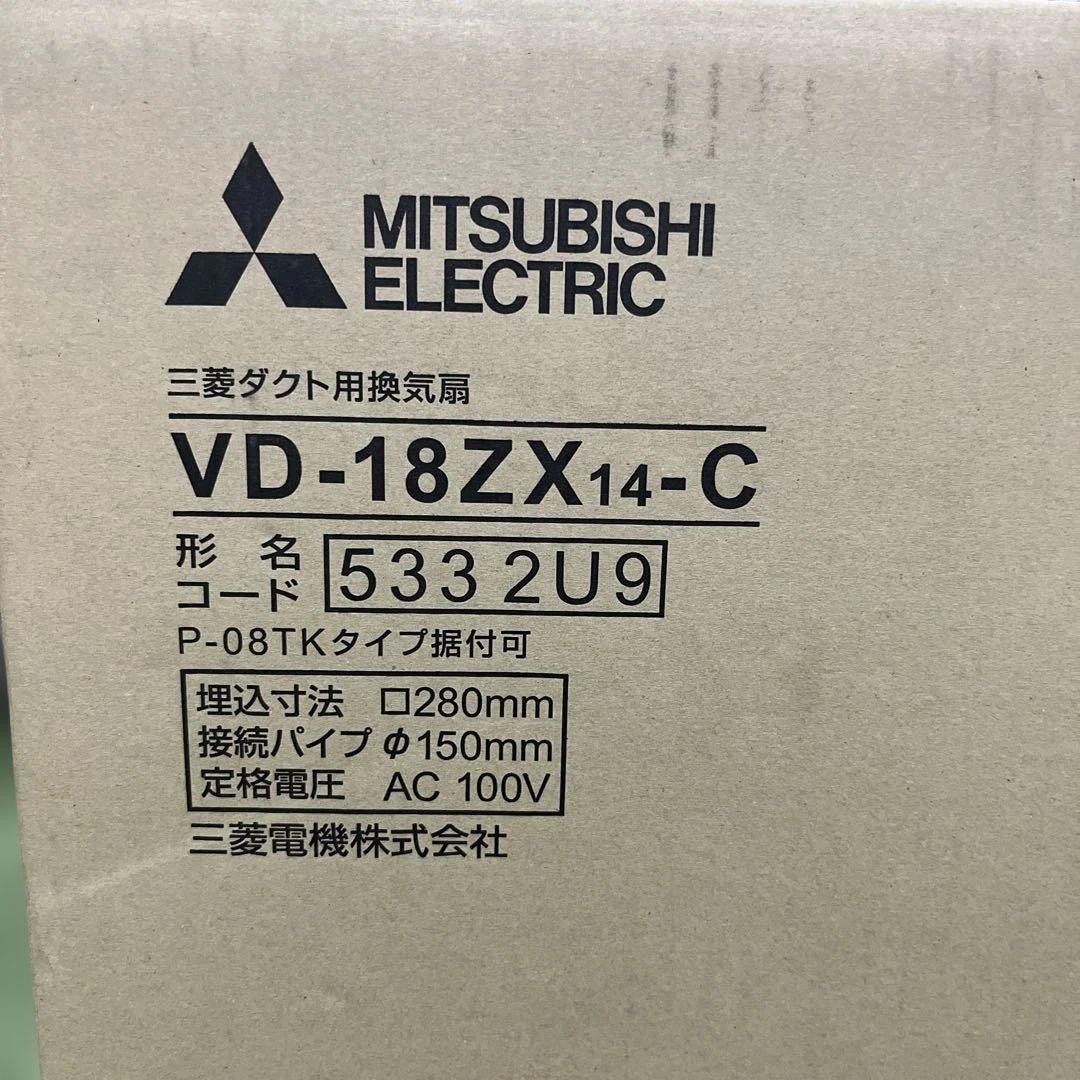 MITSUBISHI
ELECTRIC
三菱ダクト用換気扇
VD-18ZX14-C
形名
コード 5332U9
P-08TKタイプ据付可
埋込寸法 □280mm
接続パイプ φ150mm
定格電圧 AC 100V
三菱電機株式会社